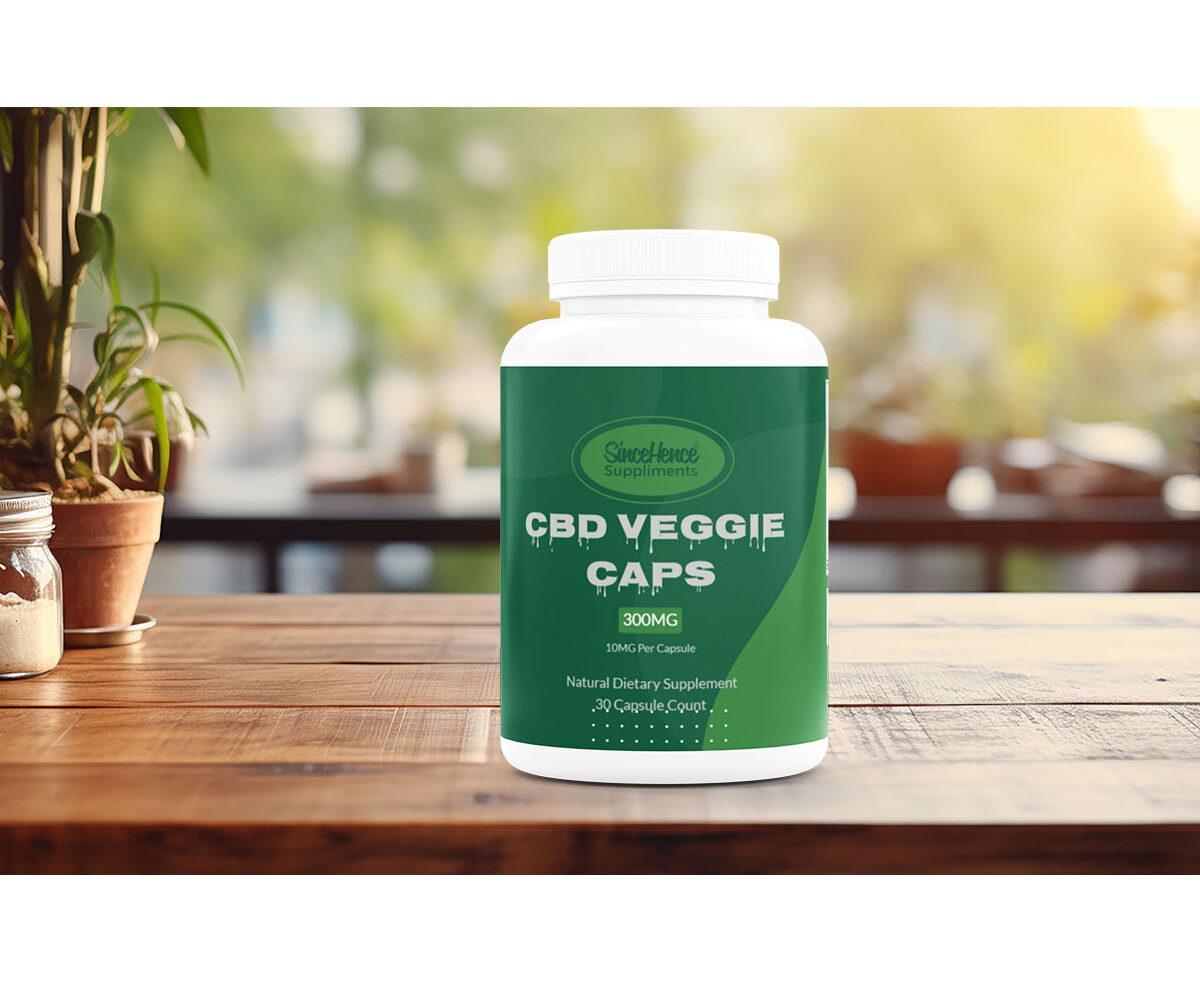 SinceHence®
Suppliments
CBD VEGGIE
CAPS
300MG
10MG Per Capsule
Natural Dietary Supplement
30 Capsule Count